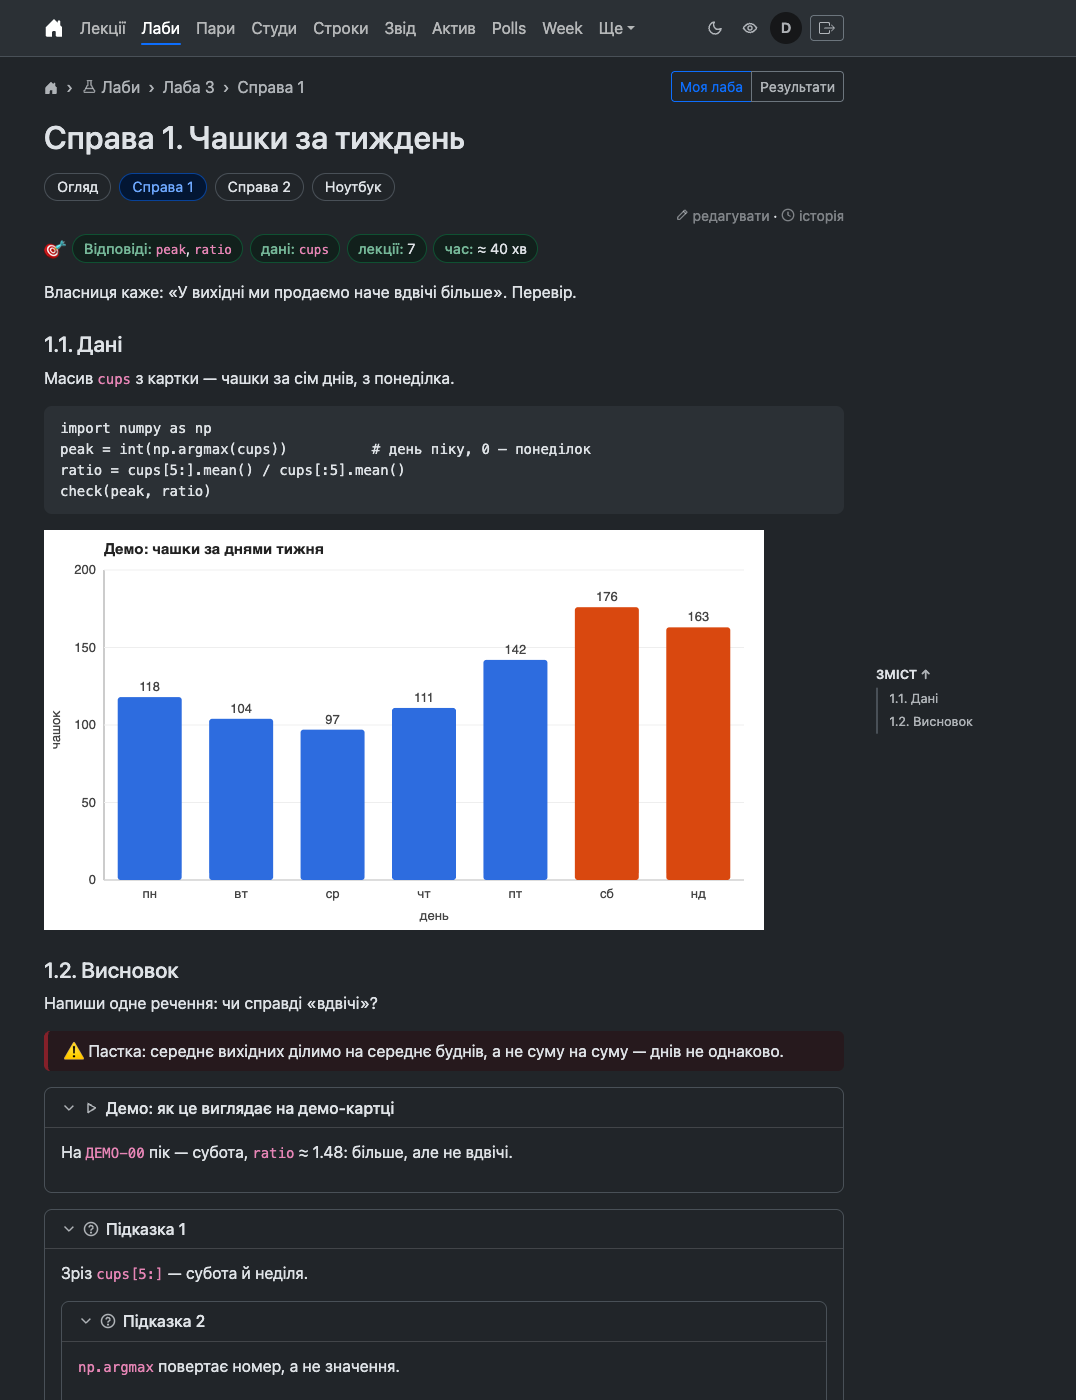 Лекції Лаби Пари Студи Строки Звід Актив Polls Week Ще D
› Лаби › Лаба 3 › Справа 1
Моя лаба Результати
Справа 1. Чашки за тиждень
Огляд Справа 1 Справа 2 Ноутбук
редагувати · історія
Відповіді: peak, ratio дані: cups лекції: 7 час: ≈ 40 хв
Власниця каже: «У вихідні ми продаємо наче вдвічі більше». Перевір.
1.1. Дані
Масив cups з картки — чашки за сім днів, з понеділка.
import numpy as np
peak = int(np.argmax(cups)) # день піку, 0 — понеділок
ratio = cups[5:].mean() / cups[:5].mean()
check(peak, ratio)
Демо: чашки за днями тижня
200
150
100
50
0
чашок
118
104
97
111
142
176
163
пн вт ср чт пт сб нд
день
ЗМІСТ ↑
1.1. Дані
1.2. Висновок
1.2. Висновок
Напиши одне речення: чи справді «вдвічі»?
⚠️ Пастка: середнє вихідних ділимо на середнє буднів, а не суму на суму — днів не однаково.
Демо: як це виглядає на демо-картці
На ДЕМО-00 пік — субота, ratio ≈ 1.48: більше, але не вдвічі.
Підказка 1
Зріз cups[5:] — субота й неділя.
Підказка 2
np.argmax повертає номер, а не значення.